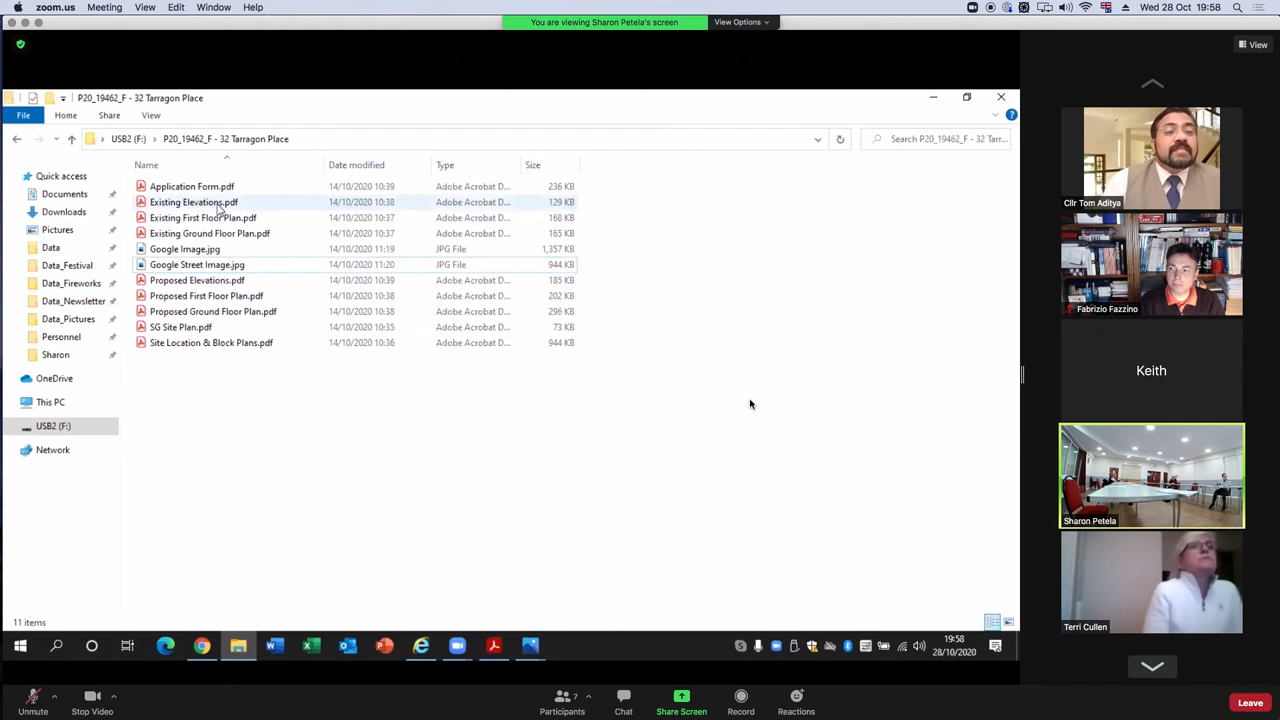 zoom.us Meeting View Edit Window Help
Wed 28 Oct 19:58
You are viewing Sharon Petela's screen View Options
View
P20_19462_F - 32 Tarragon Place
File Home Share View
USB2 (F:) P20_19462_F - 32 Tarragon Place
Search P20_19462_F - 32 Tarr...
Name Date modified Type Size
Application Form.pdf 14/10/2020 10:39 Adobe Acrobat D... 236 KB
Existing Elevations.pdf 14/10/2020 10:38 Adobe Acrobat D... 129 KB
Existing First Floor Plan.pdf 14/10/2020 10:37 Adobe Acrobat D... 168 KB
Existing Ground Floor Plan.pdf 14/10/2020 10:37 Adobe Acrobat D... 165 KB
Google Image.jpg 14/10/2020 11:19 JPG File 1,357 KB
Google Street Image.jpg 14/10/2020 11:20 JPG File 944 KB
Proposed Elevations.pdf 14/10/2020 10:39 Adobe Acrobat D... 185 KB
Proposed First Floor Plan.pdf 14/10/2020 10:38 Adobe Acrobat D... 202 KB
Proposed Ground Floor Plan.pdf 14/10/2020 10:38 Adobe Acrobat D... 296 KB
SG Site Plan.pdf 14/10/2020 10:35 Adobe Acrobat D... 73 KB
Site Location & Block Plans.pdf 14/10/2020 10:36 Adobe Acrobat D... 944 KB
Quick access
Documents
Downloads
Pictures
Data
Data_Festival
Data_Fireworks
Data_Newsletter
Data_Pictures
Personnel
Sharon
OneDrive
This PC
USB2 (F:)
Network
11 items
19:58
28/10/2020
Cllr Tom Aditya
Fabrizio Fazzino
Keith
Sharon Petela
Terri Cullen
Unmute
Stop Video
Participants 7
Chat
Share Screen
Record
Reactions
Leave